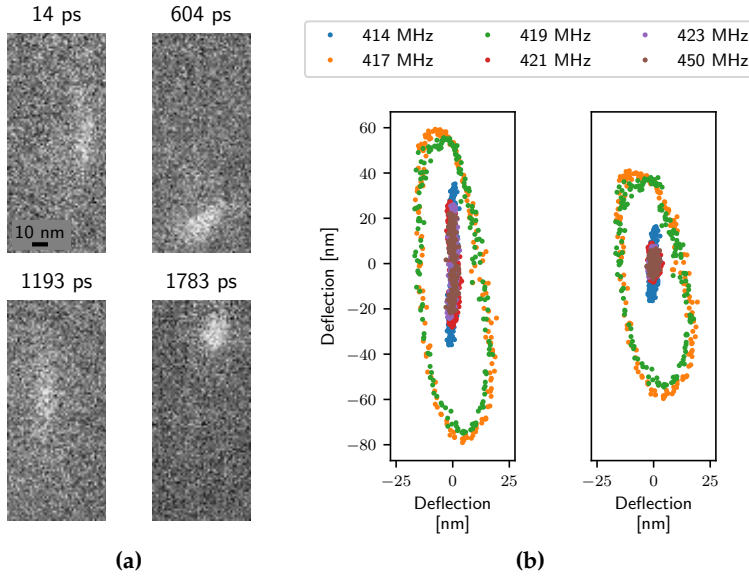 14 ps
604 ps
10 nm
1193 ps
1783 ps
(a)
414 MHz
419 MHz
423 MHz
417 MHz
421 MHz
450 MHz
60
40
20
0
−20
−40
−60
−80
Deflection [nm]
−25
0
25
Deflection
[nm]
−25
0
25
Deflection
[nm]
(b)